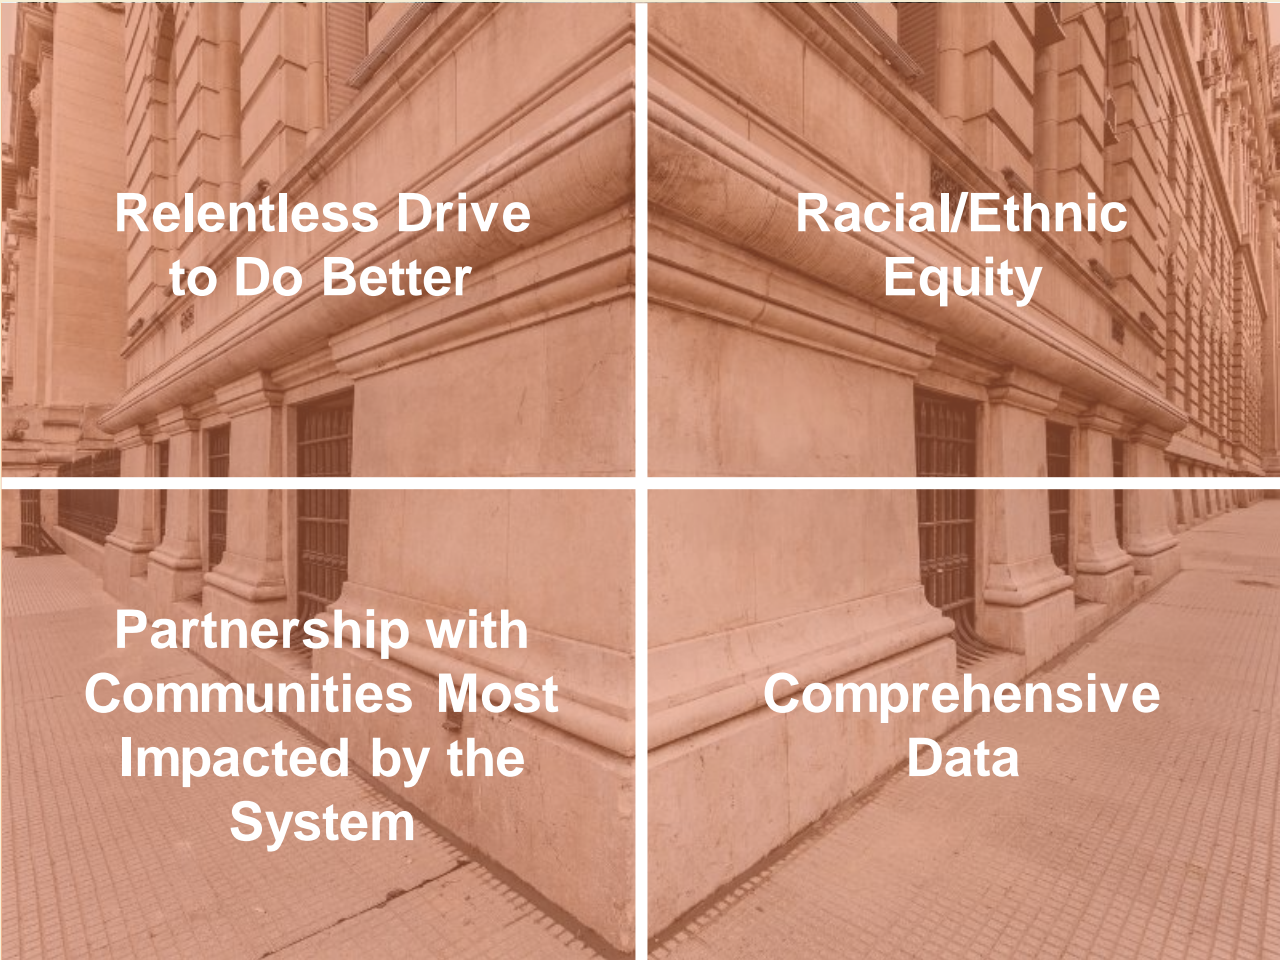 Relentless Drive
to Do Better
Racial/Ethnic
Equity
Partnership with
Communities Most
Impacted by the
System
Comprehensive
Data